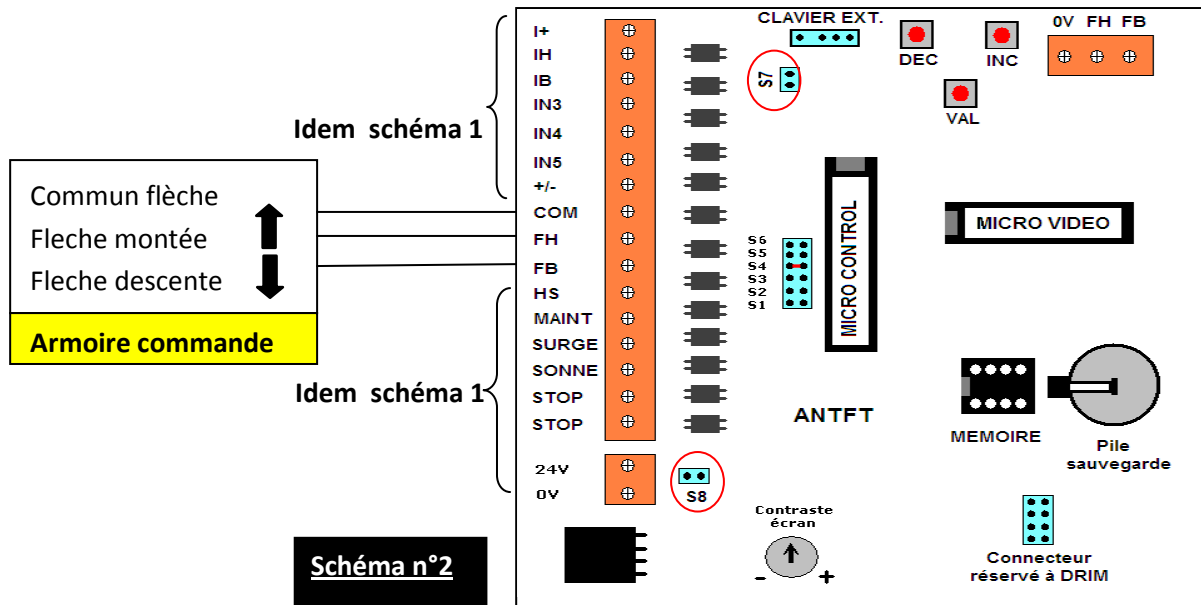 I+
IH
IB
IN3
IN4
IN5
+/-
COM
FH
FB
HS
MAINT
SURGE
SONNE
STOP
STOP
24V
0V
Idem schéma 1
Commun flèche
Fleche montée
Fleche descente
Armoire commande
Idem schéma 1
Schéma n°2
CLAVIER EXT.
S7
DEC
INC
VAL
0V FH FB
MICRO CONTROL
MICRO VIDEO
S6
S5
S4
S3
S2
S1
ANTFT
MEMOIRE
Pile
sauvegarde
S8
Contraste
écran
- +
Connecteur
réservé à DRIM